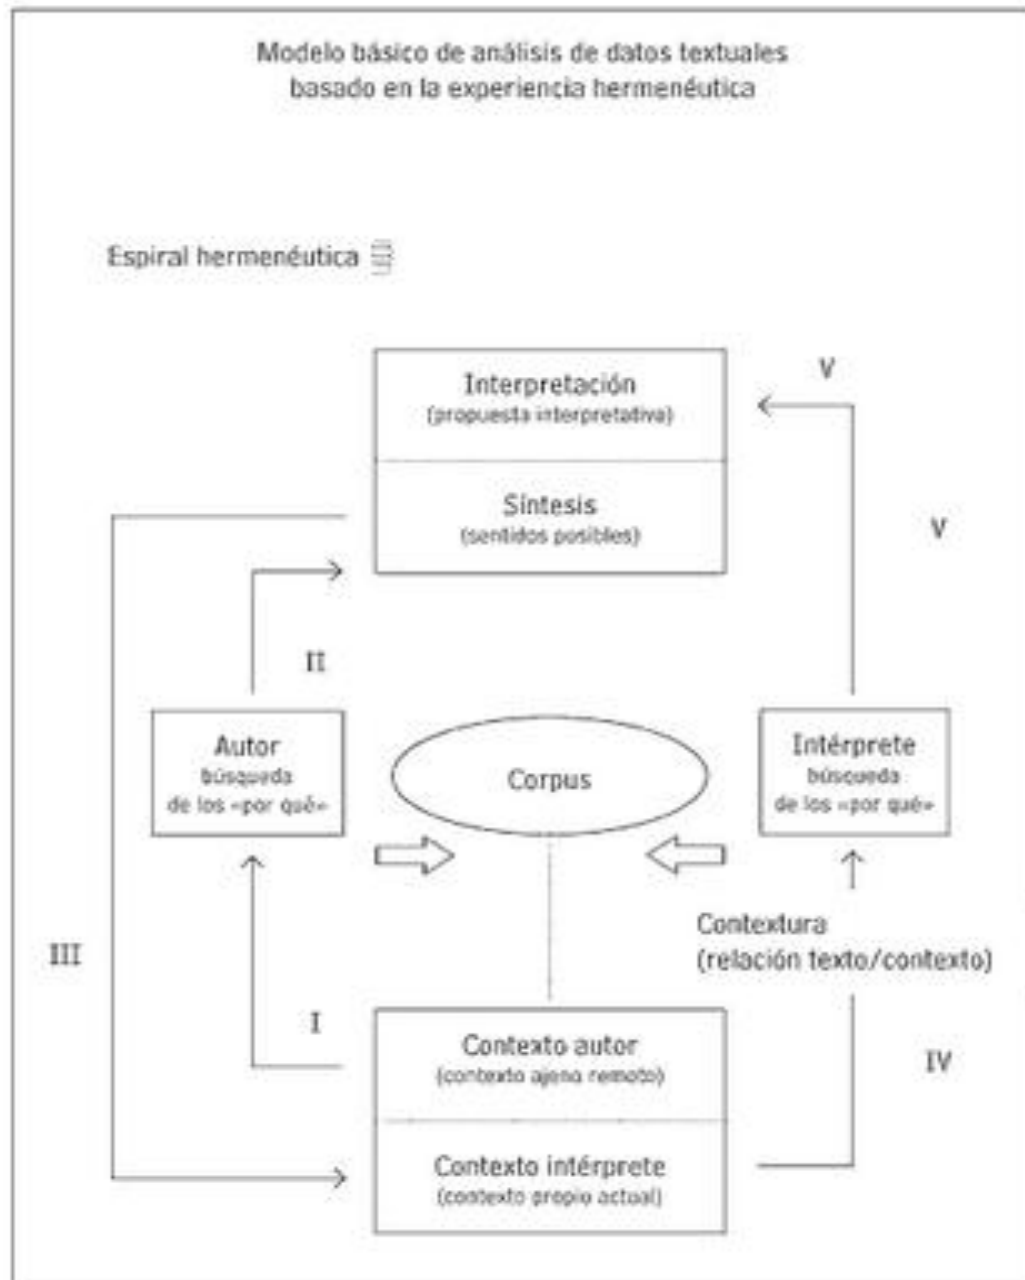 Modelo básico de análisis de datos textuales
basado en la experiencia hermenéutica
Espiral hermenéutica
V
Interpretación
(propuesta interpretativa)
Síntesis
(sentidos posibles)
V
II
Autor
búsqueda
de los «por qué»
Corpus
Intérprete
búsqueda
de los «por qué»
Contextura
(relación texto/contexto)
III
I
Contexto autor
(contexto ajeno remoto)
IV
Contexto intérprete
(contexto propio actual)